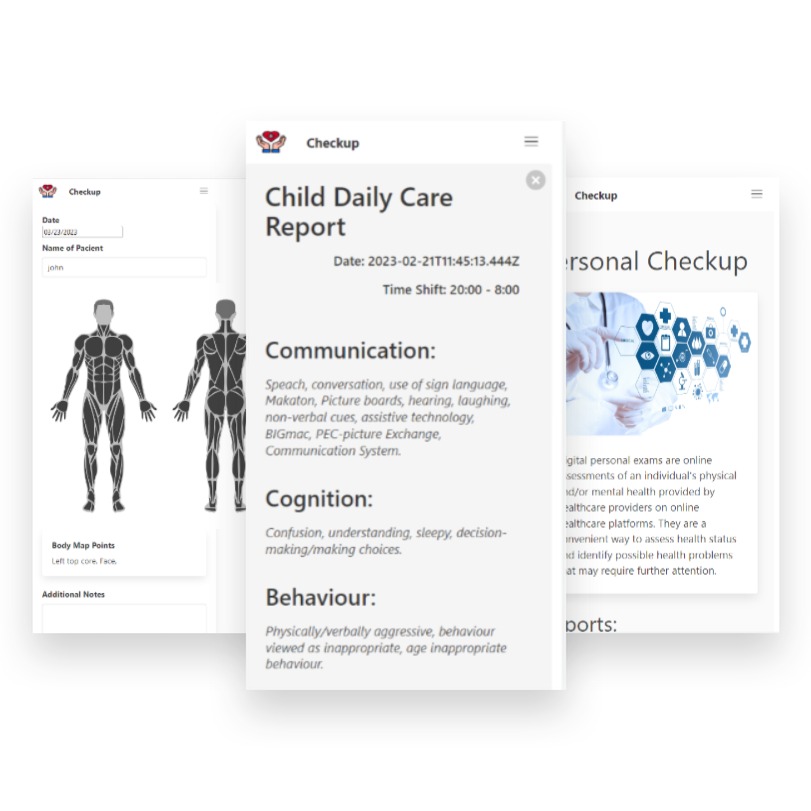 Checkup
Date
02/23/2023
Name of Pacient
john
Body Map Points
Left top core, Face,
Additional Notes
Checkup
Child Daily Care
Report
Date: 2023-02-21T11:45:13.444Z
Time Shift: 20:00 - 8:00
Communication:
Speach, conversation, use of sign language,
Makaton, Picture boards, hearing, laughing,
non-verbal cues, assistive technology,
BIGmac, PEC-picture Exchange,
Communication System.
Cognition:
Confusion, understanding, sleepy, decision-
making/making choices.
Behaviour:
Physically/verbally aggressive, behaviour
viewed as inappropriate, age inappropriate
behaviour.
Checkup
ersonal Checkup
igital personal exams are online
sessments of an individual's physical
nd/or mental health provided by
ealthcare providers on online
ealthcare platforms. They are a
nvenient way to assess health status
nd identify possible health problems
at may require further attention.
ports: